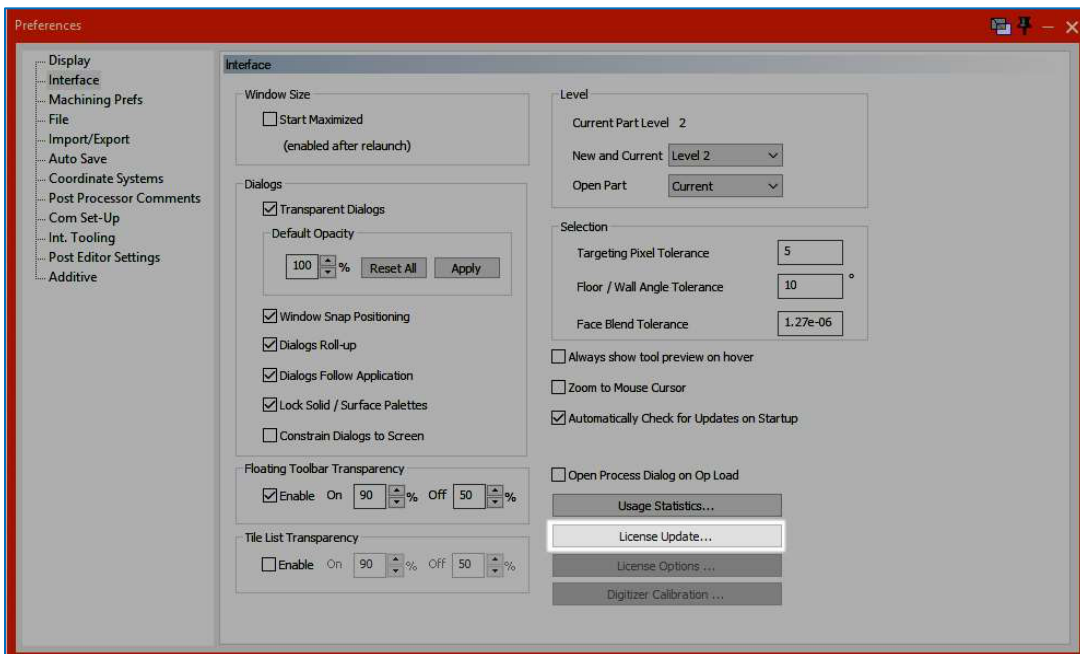 Preferences
Display
Interface
Machining Prefs
File
Import/Export
Auto Save
Coordinate Systems
Post Processor Comments
Com Set-Up
Int. Tooling
Post Editor Settings
Additive
Interface
Window Size
Start Maximized
(enabled after relaunch)
Dialogs
Transparent Dialogs
Default Opacity
100 % Reset All Apply
Window Snap Positioning
Dialogs Roll-up
Dialogs Follow Application
Lock Solid / Surface Palettes
Constrain Dialogs to Screen
Floating Toolbar Transparency
Enable On 90 % Off 50 %
Tile List Transparency
Enable On 90 % Off 50 %
Level
Current Part Level 2
New and Current Level 2
Open Part Current
Selection
Targeting Pixel Tolerance 5
Floor / Wall Angle Tolerance 10 °
Face Blend Tolerance 1.27e-06
Always show tool preview on hover
Zoom to Mouse Cursor
Automatically Check for Updates on Startup
Open Process Dialog on Op Load
Usage Statistics...
License Update...
License Options ...
Digitizer Calibration ...